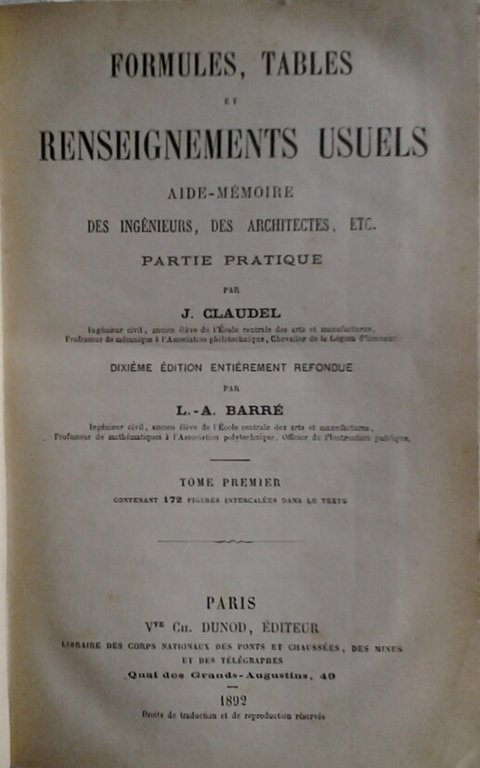 FORMULES, TABLES
ET
RENSEIGNEMENTS USUELS
AIDE-MÉMOIRE
DES INGÉNIEURS, DES ARCHITECTES, ETC.
PARTIE PRATIQUE
PAR
J. CLAUDEL
Ingénieur civil, ancien élève de l'École centrale des arts et manufactures,
Professeur de mécanique à l'Association philotechnique, Chevalier de la Légion d'honneur.
DIXIÈME ÉDITION ENTIÈREMENT REFONDUE
PAR
L.-A. BARRÉ
Ingénieur civil, ancien élève de l'École centrale des arts et manufactures,
Professeur de mathématiques à l'Association polytechnique, Officier de l'Instruction publique.
TOME PREMIER
CONTENANT 172 FIGURES INTERCALÉES DANS LE TEXTE
PARIS
Vve CH. DUNOD, ÉDITEUR
LIBRAIRE DES CORPS NATIONAUX DES PONTS ET CHAUSSÉES, DES MINES
ET DES TÉLÉGRAPHES
Quai des Grands-Augustins, 49
1892
Droits de traduction et de reproduction réservés